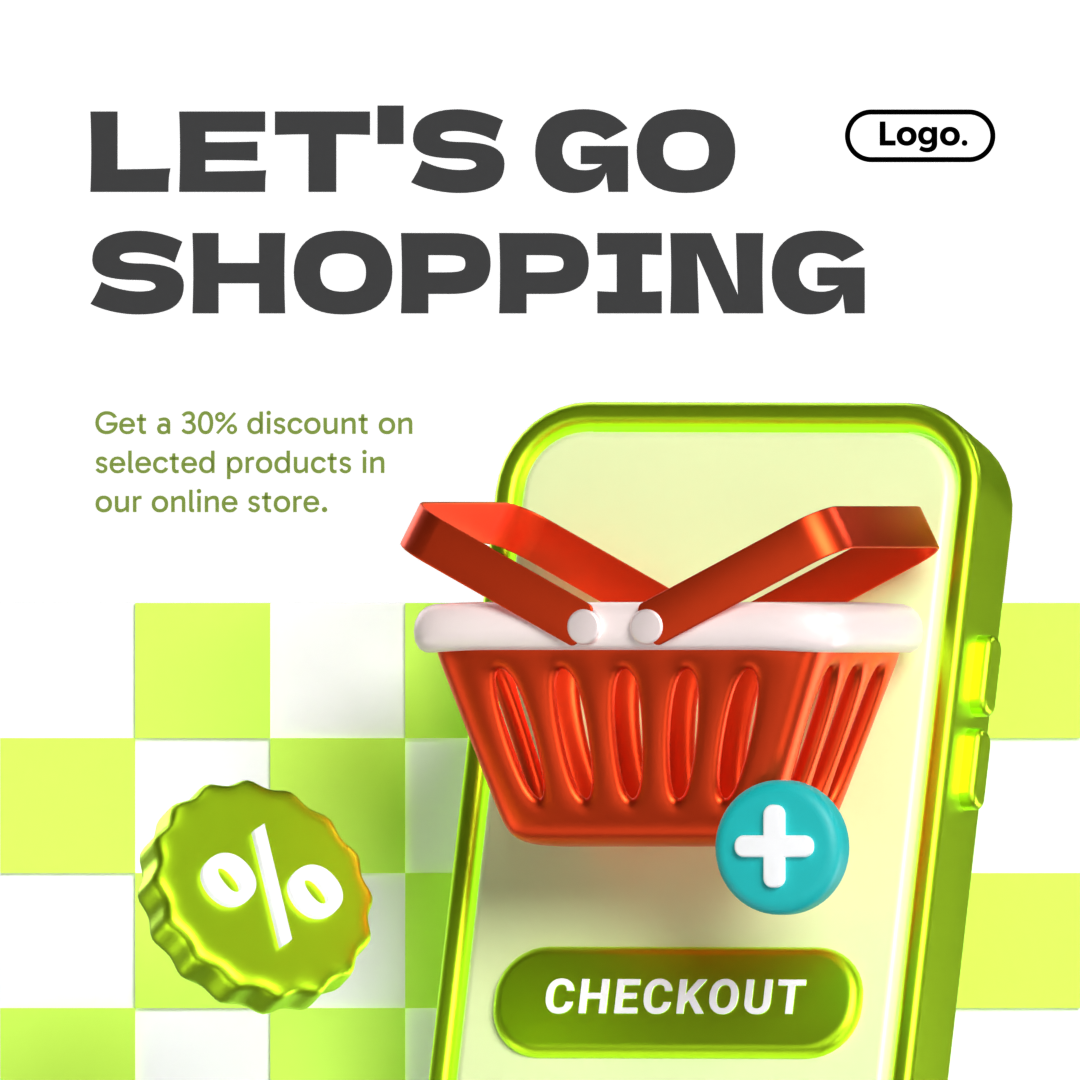 LET'S GO
SHOPPING
Logo.
Get a 30% discount on
selected products in
our online store.
%
CHECKOUT